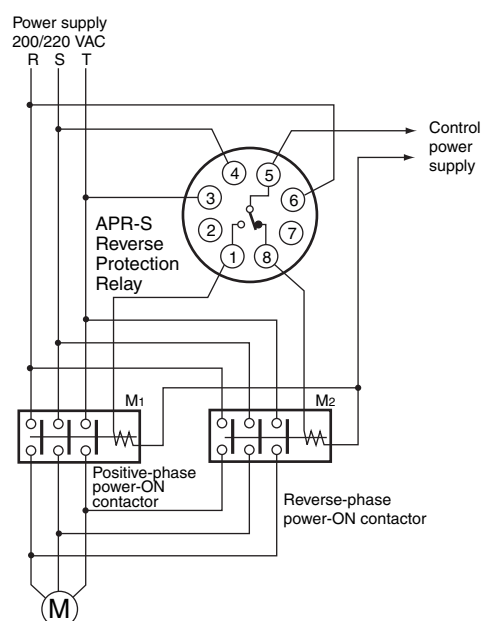 Power supply
200/220 VAC
R S T
Control
power
supply
4 5
3 6
2 7
1 8
APR-S
Reverse
Protection
Relay
M1
M2
Positive-phase
power-ON
contactor
Reverse-phase
power-ON contactor
M